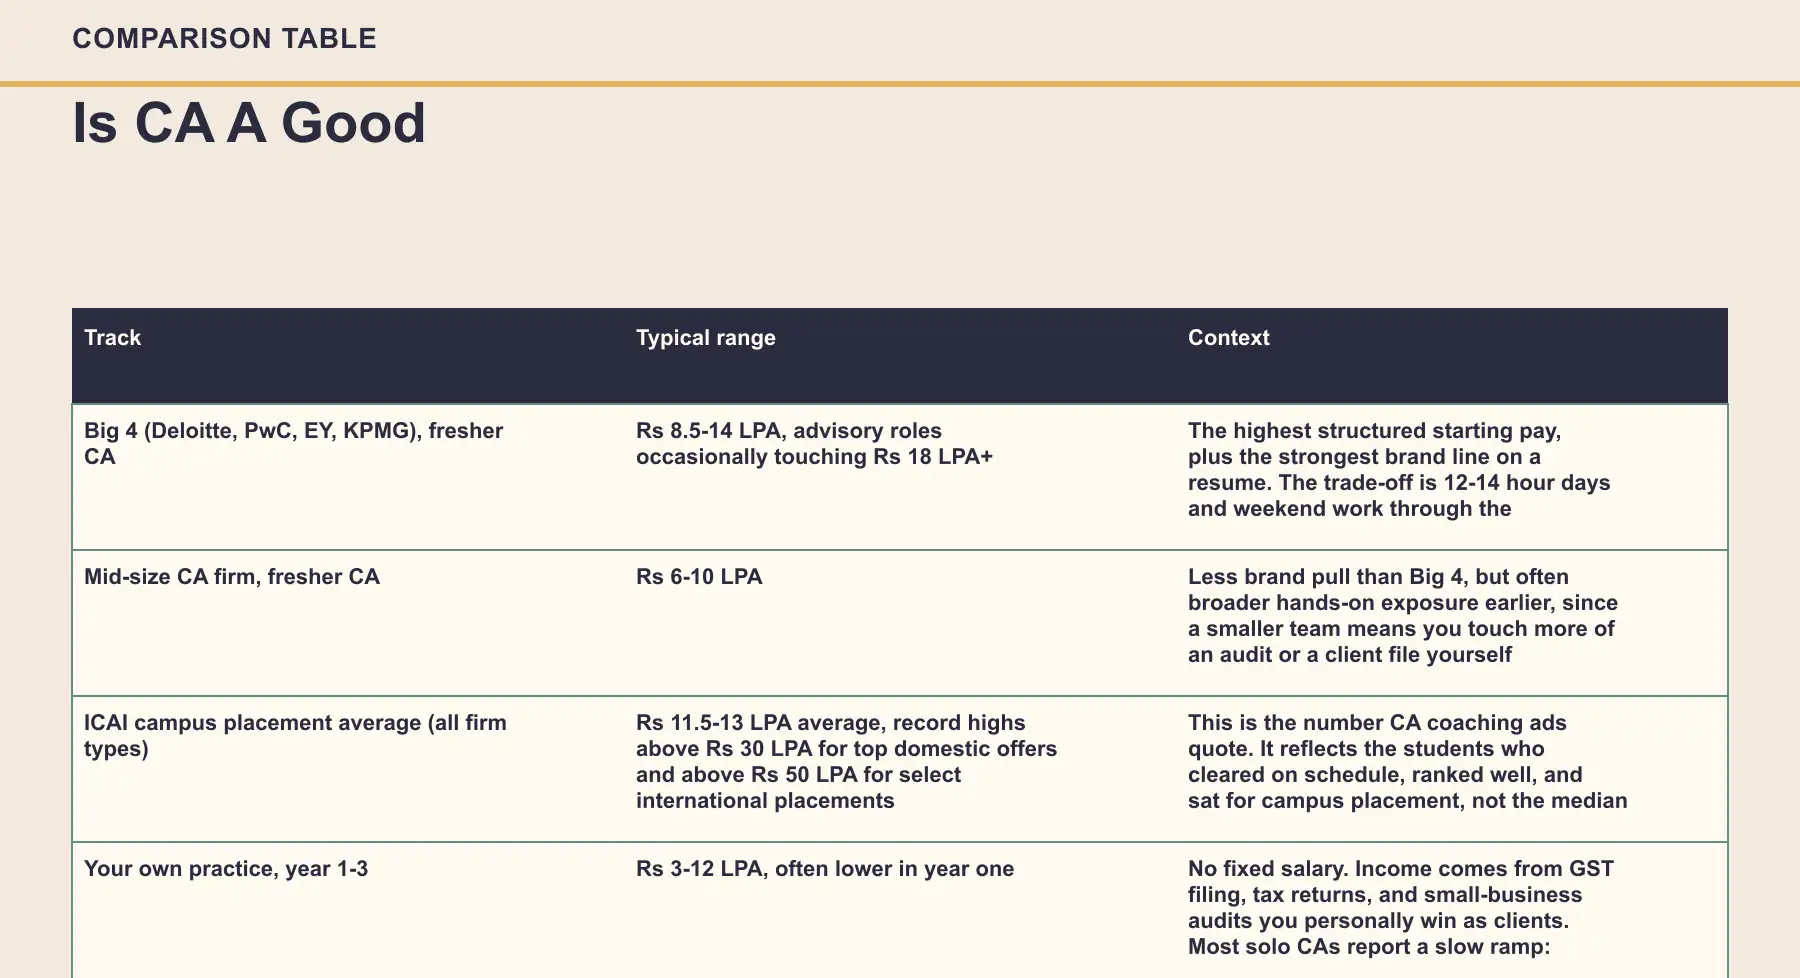 COMPARISON TABLE
Is CA A Good
Track
Typical range
Context
Big 4 (Deloitte, PwC, EY, KPMG), fresher
CA
Rs 8.5-14 LPA, advisory roles
occasionally touching Rs 18 LPA+
The highest structured starting pay,
plus the strongest brand line on a
resume. The trade-off is 12-14 hour days
and weekend work through the
Mid-size CA firm, fresher CA
Rs 6-10 LPA
Less brand pull than Big 4, but often
broader hands-on exposure earlier, since
a smaller team means you touch more of
an audit or a client file yourself
ICAI campus placement average (all firm
types)
Rs 11.5-13 LPA average, record highs
above Rs 30 LPA for top domestic offers
and above Rs 50 LPA for select
international placements
This is the number CA coaching ads
quote. It reflects the students who
cleared on schedule, ranked well, and
sat for campus placement, not the median
Your own practice, year 1-3
Rs 3-12 LPA, often lower in year one
No fixed salary. Income comes from GST
filing, tax returns, and small-business
audits you personally win as clients.
Most solo CAs report a slow ramp: